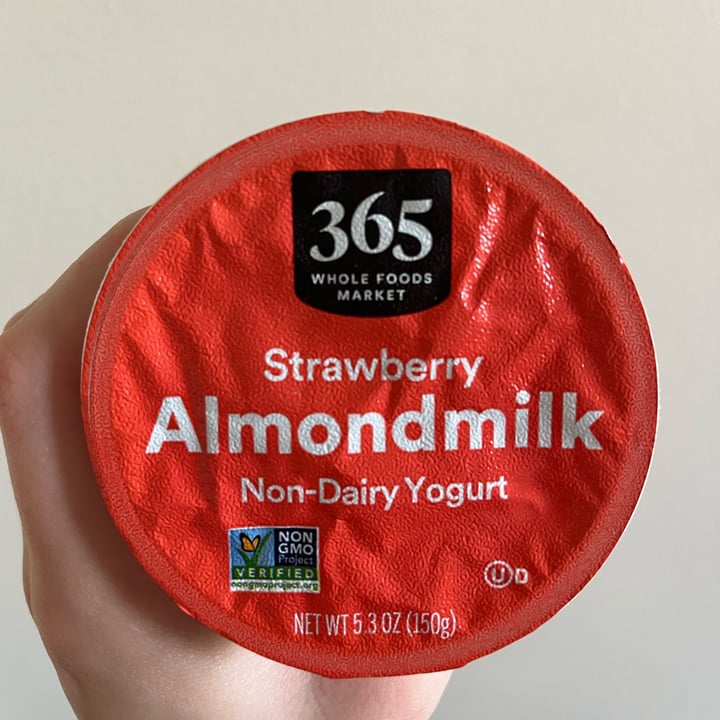 365
WHOLE FOODS
MARKET
Strawberry
Almondmilk
Non-Dairy Yogurt
NON
GMO
Project
VERIFIED
nongmoproject.org
U D
NET WT 5.3 OZ (150g)